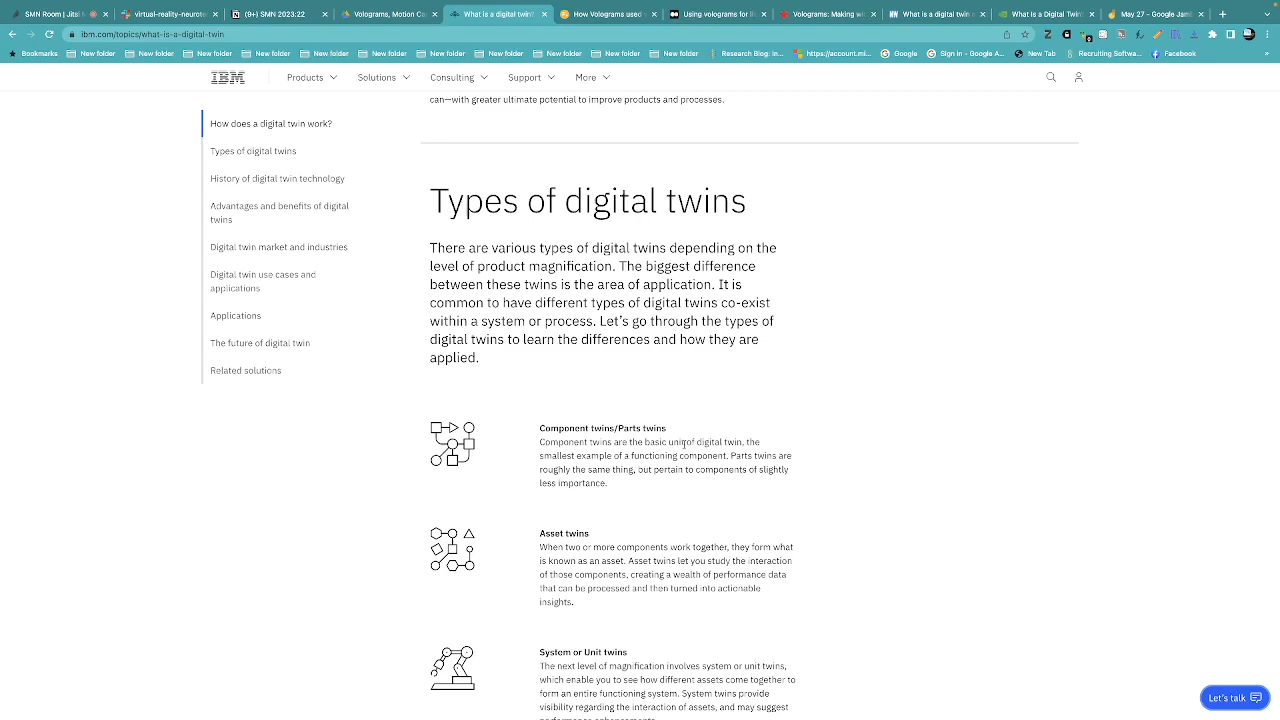 SMN Room | Jitsi M
virtual-reality-neurotec
(9+) SMN 2023:22
Volograms, Motion Cap
What is a digital twin?
How Volograms used
Using volograms for
Volograms: Making
What is a digital twin
What Is a Digital Twin
May 27 - Google Jam
ibm.com/topics/what-is-a-digital-twin
Bookmarks
New folder
New folder
New folder
New folder
New folder
New folder
New folder
New folder
New folder
New folder
New folder
Research Blog: In...
https://account.mi...
Google
Sign in - Google A...
New Tab
Recruiting Softwa...
Facebook
IBM
Products
Solutions
Consulting
Support
More
can—with greater ultimate potential to improve products and processes.
How does a digital twin work?
Types of digital twins
History of digital twin technology
Advantages and benefits of digital
twins
Digital twin market and industries
Digital twin use cases and
applications
Applications
The future of digital twin
Related solutions
Types of digital twins
There are various types of digital twins depending on the
level of product magnification. The biggest difference
between these twins is the area of application. It is
common to have different types of digital twins co-exist
within a system or process. Let's go through the types of
digital twins to learn the differences and how they are
applied.
Component twins/Parts twins
Component twins are the basic unit of digital twin, the
smallest example of a functioning component. Parts twins are
roughly the same thing, but pertain to components of slightly
less importance.
Asset twins
When two or more components work together, they form what
is known as an asset. Asset twins let you study the interaction
of those components, creating a wealth of performance data
that can be processed and then turned into actionable
insights.
System or Unit twins
The next level of magnification involves system or unit twins,
which enable you to see how different assets come together to
form an entire functioning system. System twins provide
visibility regarding the interaction of assets, and may suggest
performance enhancements.
Let's talk